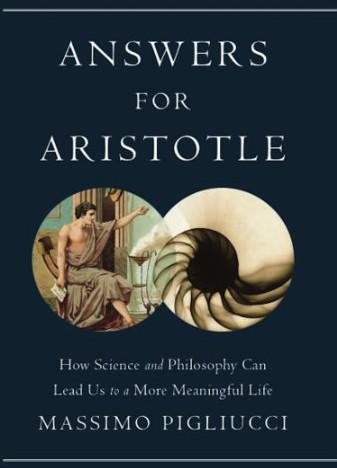 ANSWERS
FOR
ARISTOTLE
How Science and Philosophy Can
Lead Us to a More Meaningful Life
MASSIMO PIGLIUCCI